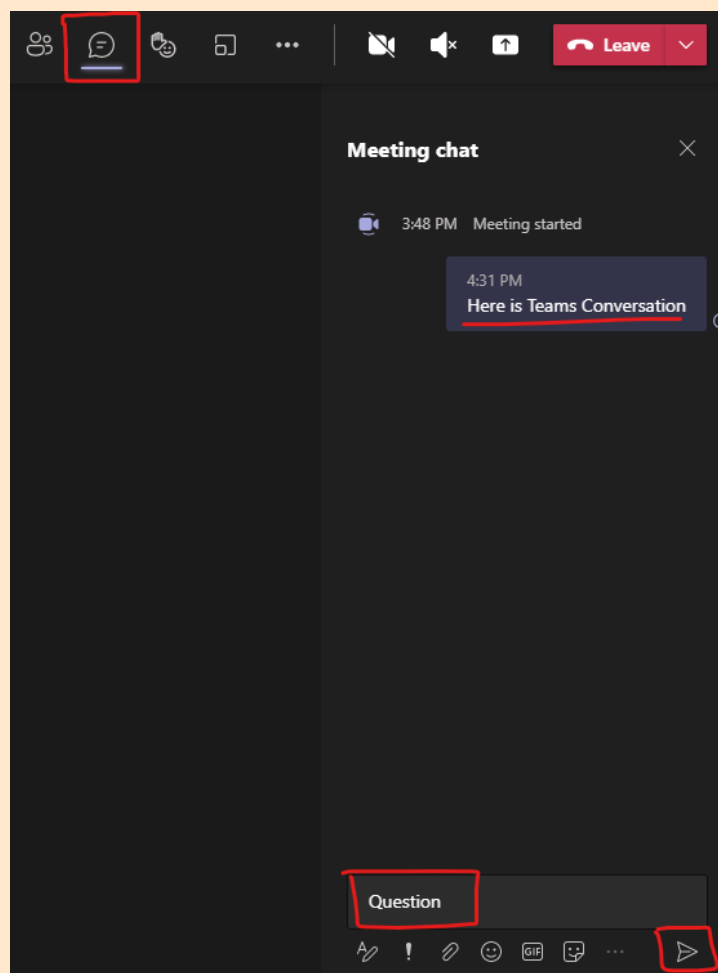 Leave
Meeting chat
3:48 PM Meeting started
4:31 PM
Here is Teams Conversation
Question
GIF